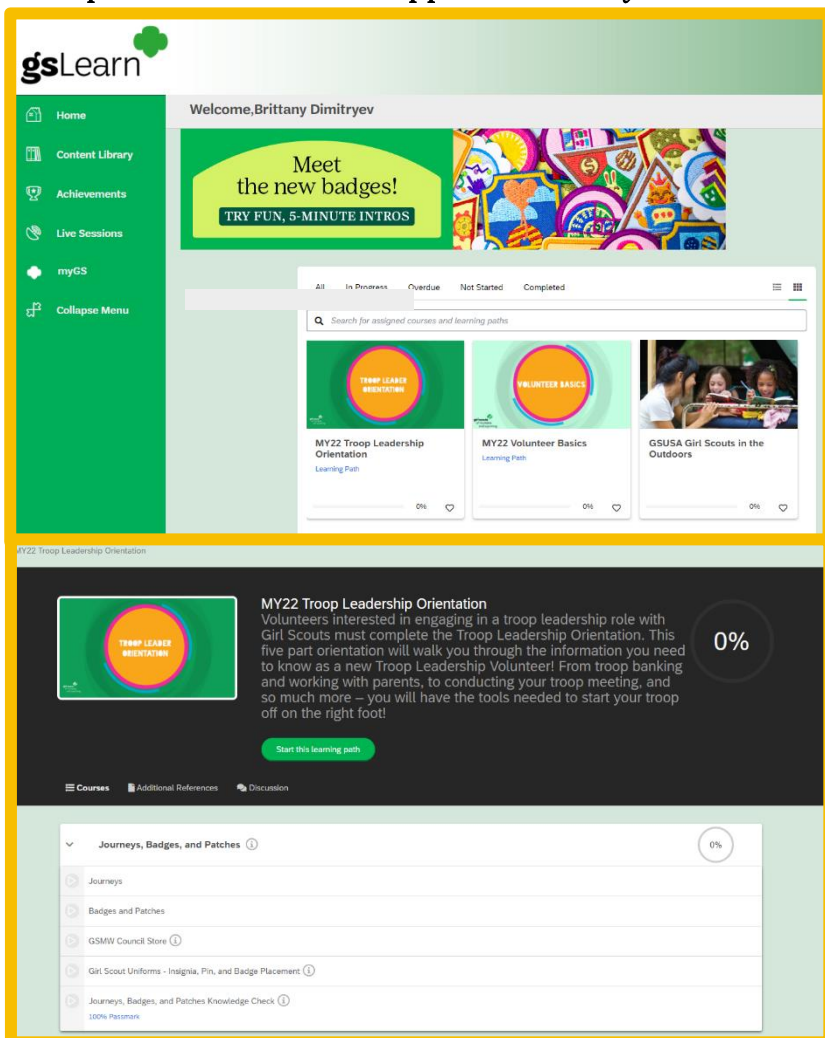 gsLearn
Home
Content Library
Achievements
Live Sessions
myGS
Collapse Menu
Welcome,Brittany Dimitryev
Meet
the new badges!
TRY FUN, 5-MINUTE INTROS
All In Progress Overdue Not Started Completed
Search for assigned courses and learning paths
TROOP LEADER
ORIENTATION
VOLUNTEER BASICS
MY22 Troop Leadership
Orientation
Learning Path
0%
MY22 Volunteer Basics
Learning Path
0%
GSUSA Girl Scouts in the
Outdoors
0%
MY22 Troop Leadership Orientation
TROOP LEADER
ORIENTATION
MY22 Troop Leadership Orientation
Volunteers interested in engaging in a troop leadership role with
Girl Scouts must complete the Troop Leadership Orientation. This
five part orientation will walk you through the information you need
to know as a new Troop Leadership Volunteer! From troop banking
and working with parents, to conducting your troop meeting, and
so much more – you will have the tools needed to start your troop
off on the right foot!
0%
Start this learning path
Courses Additional References Discussion
Journeys, Badges, and Patches
0%
Journeys
Badges and Patches
GSMW Council Store
Girl Scout Uniforms - Insignia, Pin, and Badge Placement
Journeys, Badges, and Patches Knowledge Check
100% Passmark